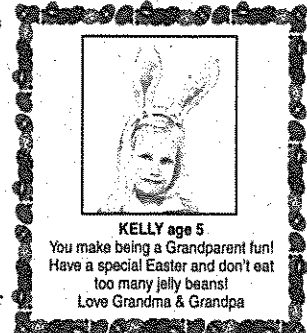 KELLY age 5
You make being a Grandparent fun!
Have a special Easter and don't eat
too many jelly beans!
Love Grandma & Grandpa